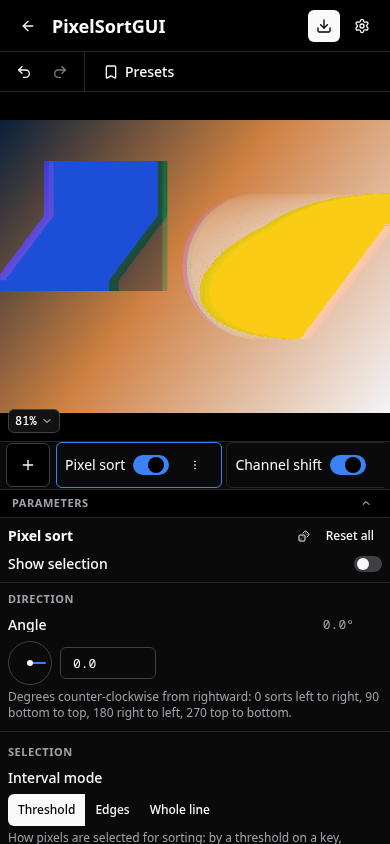 PixelSortGUI
Presets
81%
Pixel sort
Channel shift
PARAMETERS
Pixel sort
Reset all
Show selection
DIRECTION
Angle
0.0°
0.0
Degrees counter-clockwise from rightward: 0 sorts left to right, 90
bottom to top, 180 right to left, 270 top to bottom.
SELECTION
Interval mode
Threshold
Edges
Whole line
How pixels are selected for sorting: by a threshold on a key,